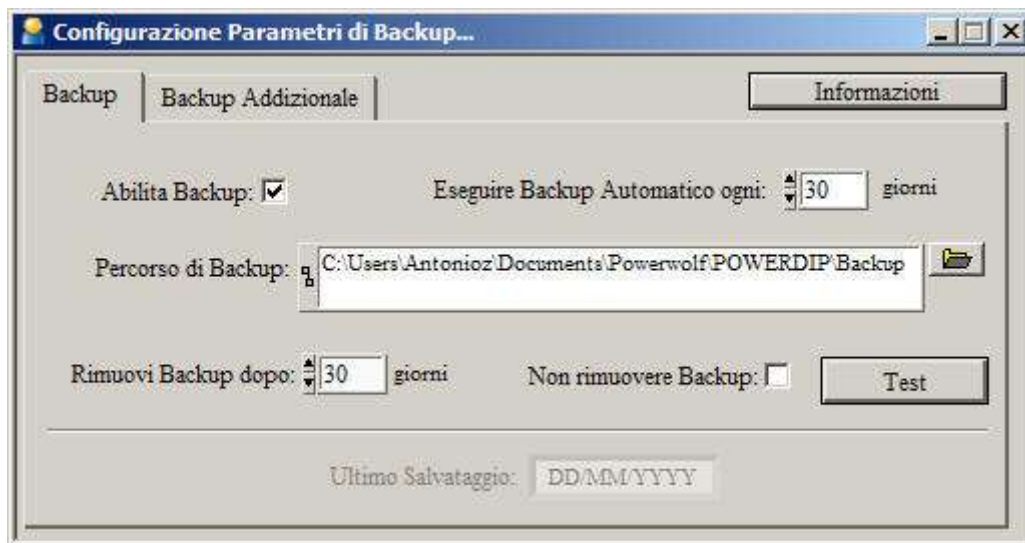 Configurazione Parametri di Backup...
Backup
Backup Addizionale
Informazioni
Abilita Backup:
Eseguire Backup Automatico ogni: 30 giorni
Percorso di Backup: C:\Users\Antonioz\Documents\Powerwolf\POWERDIP\Backup
Rimuovi Backup dopo: 30 giorni
Non rimuovere Backup:
Test
Ultimo Salvataggio: DD/MM/YYYY